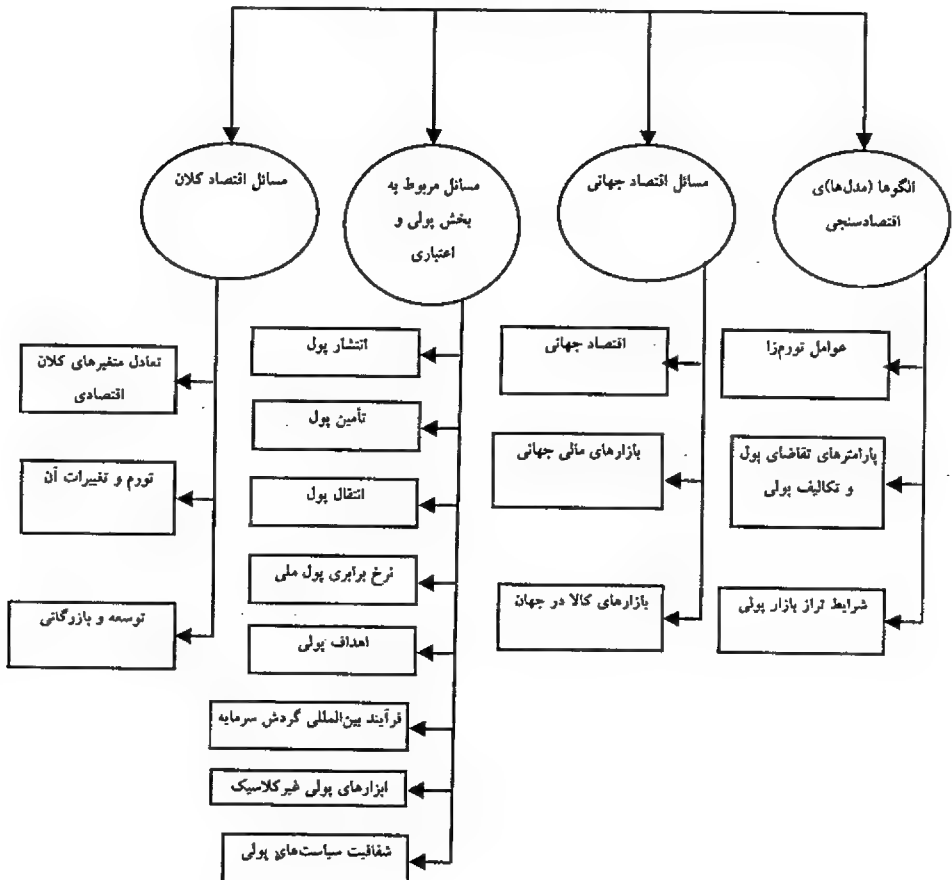 الگوها (مدل‌ها)ی
اقتصادسنجی
عوامل تورم‌زا
پارامترهای تقاضای پول
و تکالیف پولی
شرایط تراز بازار پولی
مسائل اقتصاد جهانی
اقتصاد جهانی
بازارهای مالی جهانی
بازارهای کالا در جهان
مسائل مربوط به
بخش پولی و
اعتباری
انتشار پول
تأمین پول
انتقال پول
نرخ برابری پول ملی
اهداف پولی
فرآیند بین‌المللی گردش سرمایه
ابزارهای پولی غیرکلاسیک
شفافیت سیاست‌های پولی
مسائل اقتصاد کلان
تعادل متغیرهای کلان
اقتصادی
تورم و تغییرات آن
توسعه و بازرگانی